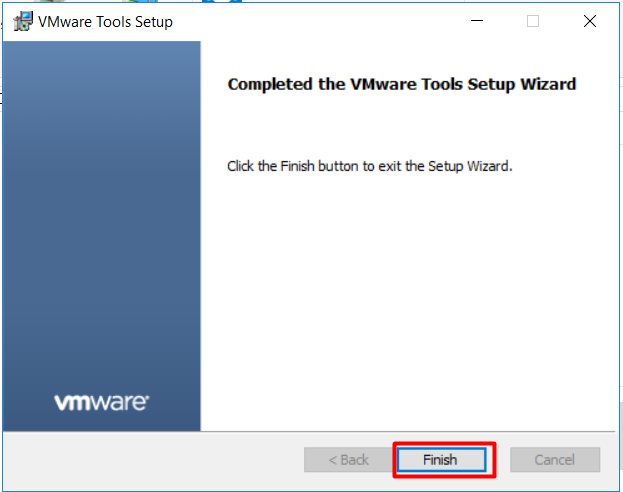 VMware Tools Setup
Completed the VMware Tools Setup Wizard
Click the Finish button to exit the Setup Wizard.
vmware
< Back
Finish
Cancel